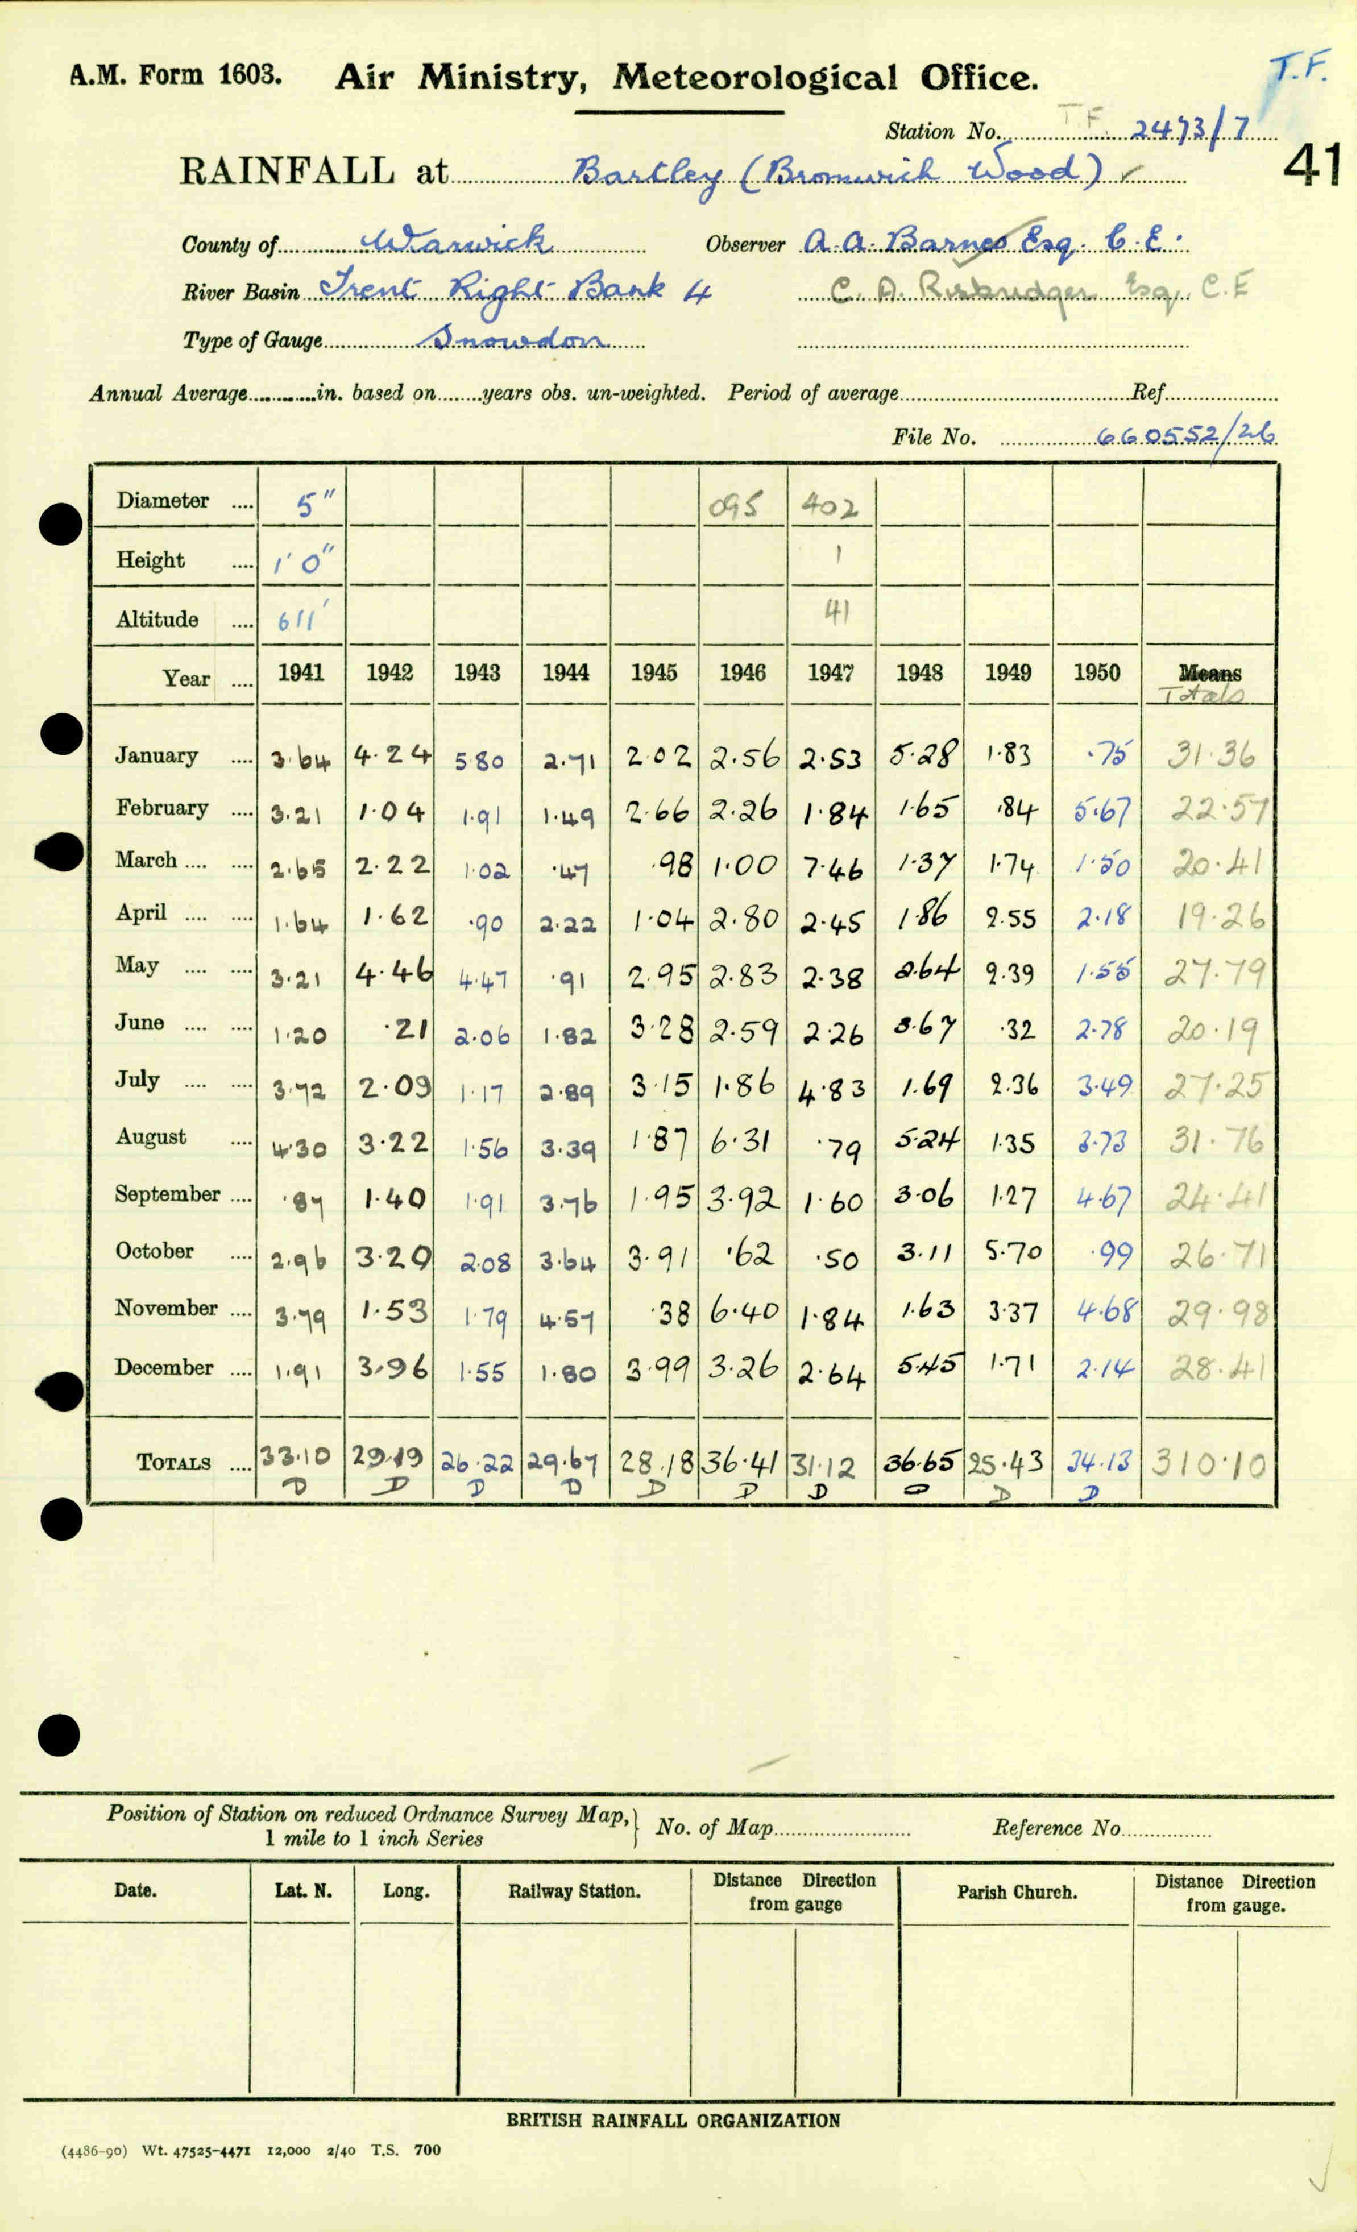 A.M. Form 1603. Air Ministry, Meteorological Office. T.F.
Station No. T.F. 2473/7
RAINFALL at Bartley (Bromwich Wood) ✓ 41
County of Warwick Observer A. A. Barnes Esq. C. E.
River Basin Trent Right Bank 4 C. A. Risbridger Esq. C.E
Type of Gauge Snowdon
Annual Average in. based on years obs. un-weighted. Period of average Ref.
File No. 660552/26
Diameter .... 5" 095 402
Height .... 1' 0" 1
Altitude .... 611' 41
Year .... 1941 1942 1943 1944 1945 1946 1947 1948 1949 1950 Means
Totals
January .... 3.64 4.24 5.80 2.71 2.02 2.56 2.53 5.28 1.83 .75 31.36
February .... 3.21 1.04 1.91 1.49 2.66 2.26 1.84 1.65 .84 5.67 22.57
March .... .... 2.65 2.22 1.02 .47 .98 1.00 7.46 1.37 1.74 1.50 20.41
April .... .... 1.64 1.62 .90 2.22 1.04 2.80 2.45 1.86 2.55 2.18 19.26
May .... .... 3.21 4.46 4.47 .91 2.95 2.83 2.38 2.64 2.39 1.55 27.79
June .... .... 1.20 .21 2.06 1.82 3.28 2.59 2.26 3.67 .32 2.78 20.19
July .... .... 3.72 2.09 1.17 2.89 3.15 1.86 4.83 1.69 2.36 3.49 27.25
August .... 4.30 3.22 1.56 3.39 1.87 6.31 .79 5.24 1.35 3.73 31.76
September .... .87 1.40 1.91 3.76 1.95 3.92 1.60 3.06 1.27 4.67 24.41
October .... 2.96 3.20 2.08 3.64 3.91 .62 .50 3.11 5.70 .99 26.71
November .... 3.79 1.53 1.79 4.57 .38 6.40 1.84 1.63 3.37 4.68 29.98
December .... 1.91 3.96 1.55 1.80 3.99 3.26 2.64 5.45 1.71 2.14 28.41
TOTALS .... 33.10 29.19 26.22 29.67 28.18 36.41 31.12 36.65 25.43 34.13 310.10
D D D D D D D D D D
Position of Station on reduced Ordnance Survey Map, No. of Map Reference No.
1 mile to 1 inch Series
Date. Lat. N. Long. Railway Station. Distance Direction from gauge Parish Church. Distance Direction from gauge.
BRITISH RAINFALL ORGANIZATION
(4486-90) Wt. 47525-4471 12,000 2/40 T.S. 700